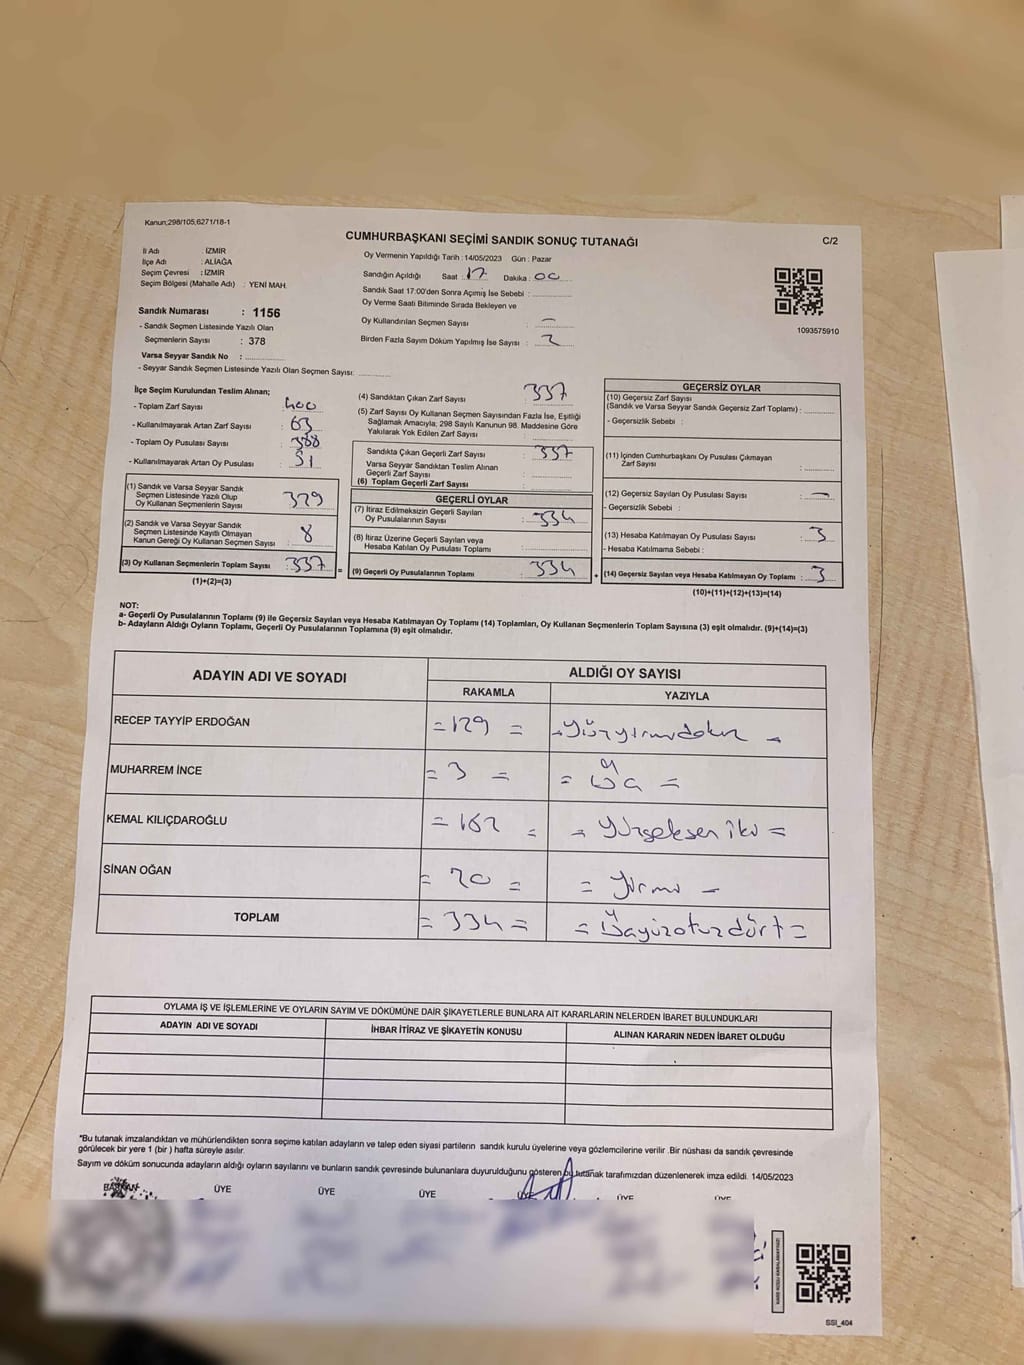 Kanun;298/105;6271/18-1
CUMHURBAŞKANI SEÇİMİ SANDIK SONUÇ TUTANAĞI
C/2
İli Adı : İZMİR
İlçe Adı : ALİAĞA
Seçim Çevresi : İZMİR
Seçim Bölgesi (Mahalle Adı) : YENİ MAH.
Sandık Numarası : 1156
- Sandık Seçmen Listesinde Yazılı Olan
Seçmenlerin Sayısı : 378
Varsa Seyyar Sandık No :
- Seyyar Sandık Seçmen Listesinde Yazılı Olan Seçmen Sayısı:
Oy Vermenin Yapıldığı Tarih :14/05/2023 Gün : Pazar
Sandığın Açıldığı Saat : 17 Dakika : 00
Sandık Saat 17:00'den Sonra Açımış İse Sebebi :
Oy Verme Saati Bitiminde Sırada Bekleyen ve
Oy Kullandırılan Seçmen Sayısı : -
Birden Fazla Sayım Döküm Yapılmış İse Sayısı : 2
1093575910
İlçe Seçim Kurulundan Teslim Alınan;
- Toplam Zarf Sayısı : 400
- Kullanılmayarak Artan Zarf Sayısı : 63
- Toplam Oy Pusulası Sayısı : 388
- Kullanılmayarak Artan Oy Pusulası : 51
(1) Sandık ve Varsa Seyyar Sandık
Seçmen Listesinde Yazılı Olup
Oy Kullanan Seçmenlerin Sayısı : 329
(2) Sandık ve Varsa Seyyar Sandık
Seçmen Listesinde Kayıtlı Olmayan
Kanun Gereği Oy Kullanan Seçmen Sayısı : 8
(3) Oy Kullanan Seçmenlerin Toplam Sayısı : 337
(1)+(2)=(3)
(4) Sandıktan Çıkan Zarf Sayısı : 337
(5) Zarf Sayısı Oy Kullanan Seçmen Sayısından Fazla İse, Eşitliği
Sağlamak Amacıyla; 298 Sayılı Kanunun 98. Maddesine Göre
Yakılarak Yok Edilen Zarf Sayısı :
Sandıkta Çıkan Geçerli Zarf Sayısı : 337
Varsa Seyyar Sandıktan Teslim Alınan
Geçerli Zarf Sayısı :
(6) Toplam Geçerli Zarf Sayısı :
GEÇERLİ OYLAR
(7) İtiraz Edilmeksizin Geçerli Sayılan
Oy Pusulalarının Sayısı : 334
(8) İtiraz Üzerine Geçerli Sayılan veya
Hesaba Katılan Oy Pusulası Toplamı :
(9) Geçerli Oy Pusulalarının Toplamı : 334
GEÇERSİZ OYLAR
(10) Geçersiz Zarf Sayısı
(Sandık ve Varsa Seyyar Sandık Geçersiz Zarf Toplamı) :
- Geçersizlik Sebebi :
(11) İçinden Cumhurbaşkanı Oy Pusulası Çıkmayan
Zarf Sayısı :
(12) Geçersiz Sayılan Oy Pusulası Sayısı : -
- Geçersizlik Sebebi :
(13) Hesaba Katılmayan Oy Pusulası Sayısı : 3
- Hesaba Katılmama Sebebi :
(14) Geçersiz Sayılan veya Hesaba Katılmayan Oy Toplamı : 3
(10)+(11)+(12)+(13)=(14)
NOT:
a- Geçerli Oy Pusulalarının Toplamı (9) ile Geçersiz Sayılan veya Hesaba Katılmayan Oy Toplamı (14) Toplamları, Oy Kullanan Seçmenlerin Toplam Sayısına (3) eşit olmalıdır. (9)+(14)=(3)
b- Adayların Aldığı Oyların Toplamı, Geçerli Oy Pusulalarının Toplamına (9) eşit olmalıdır.
ADAYIN ADI VE SOYADI
ALDIĞI OY SAYISI
RAKAMLA YAZIYLA
RECEP TAYYİP ERDOĞAN = 129 = = Yüzyirmidokuz =
MUHARREM İNCE = 3 = = Üç =
KEMAL KILIÇDAROĞLU = 182 = = Yüzseksen iki =
SİNAN OĞAN = 20 = = Yirmi =
TOPLAM = 334 = = Üçyüzotuzdört =
OYLAMA İŞ VE İŞLEMLERİNE VE OYLARIN SAYIM VE DÖKÜMÜNE DAİR ŞİKAYETLERLE BUNLARA AİT KARARLARIN NELERDEN İBARET BULUNDUKLARI
ADAYIN ADI VE SOYADI İHBAR İTİRAZ VE ŞİKAYETİN KONUSU ALINAN KARARIN NEDEN İBARET OLDUĞU
*Bu tutanak imzalandıktan ve mühürlendikten sonra seçime katılan adayların ve talep eden siyasi partilerin sandık kurulu üyelerine veya gözlemcilerine verilir .Bir nüshası da sandık çevresinde
görülecek bir yere 1 (bir ) hafta süreyle asılır.
Sayım ve döküm sonucunda adayların aldığı oyların sayılarını ve bunların sandık çevresinde bulunanlara duyurulduğunu gösteren bu tutanak tarafımızdan düzenlenerek imza edildi. 14/05/2023
BAŞKAN ÜYE ÜYE ÜYE ÜYE ÜYE ÜYE
SSI_404